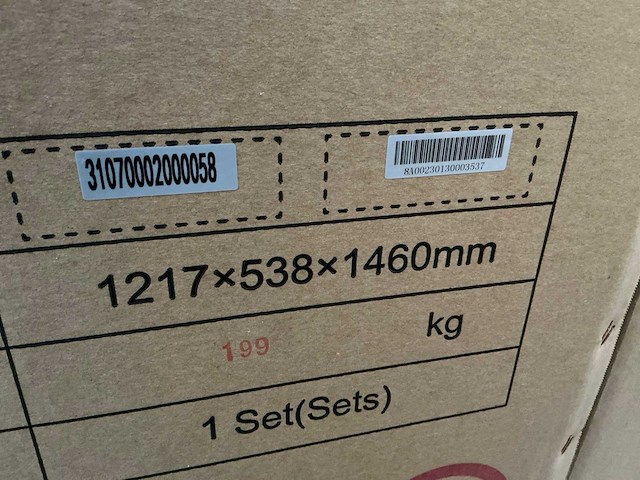 31070002000058
8A00230130003537
1217×538×1460mm
199 kg
1 Set(Sets)